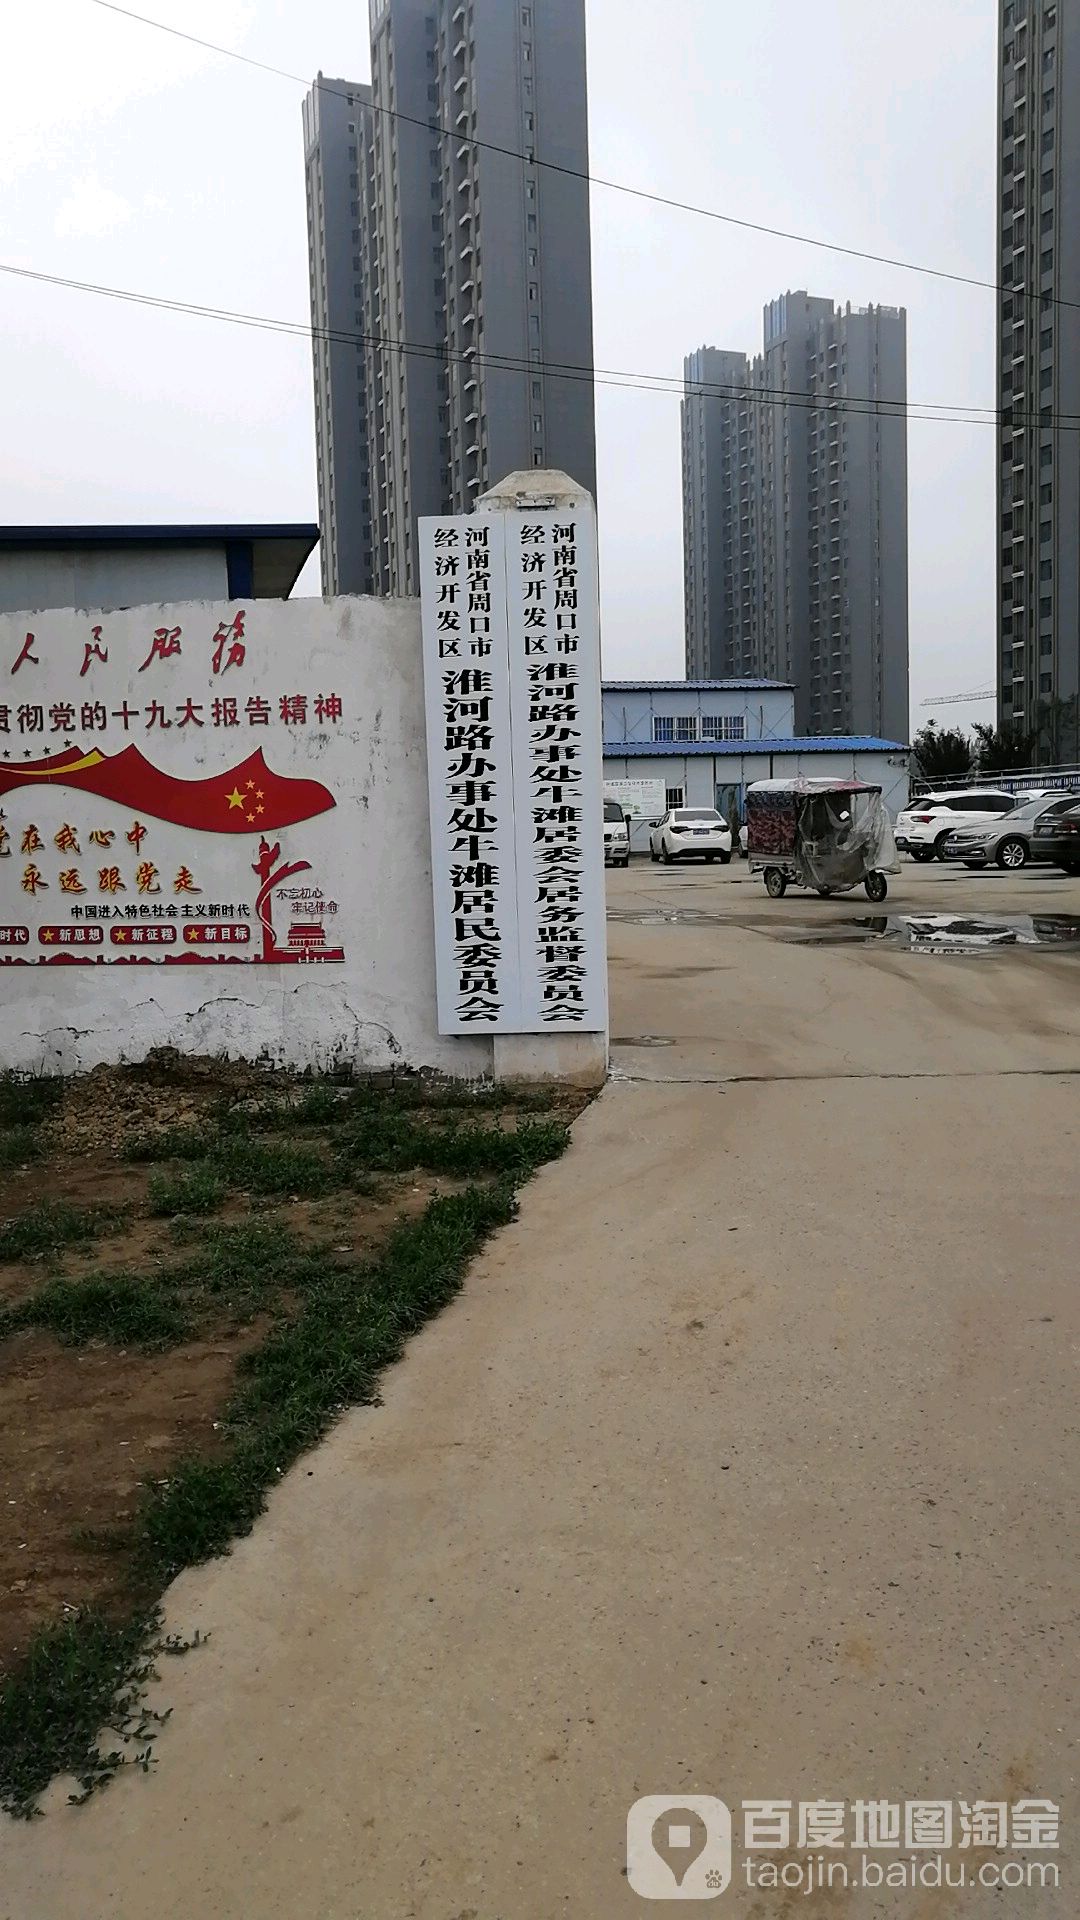 人民服务
贯彻党的十九大报告精神
党在我心中
永远跟党走
中国进入特色社会主义新时代
时代 新思想 新征程 新目标
不忘初心
牢记使命
河南省周口市
经济开发区
淮河路办事处牛滩居民委员会
河南省周口市
经济开发区
淮河路办事处牛滩居委会居务监督委员会
百度地图淘金
taojin.baidu.com